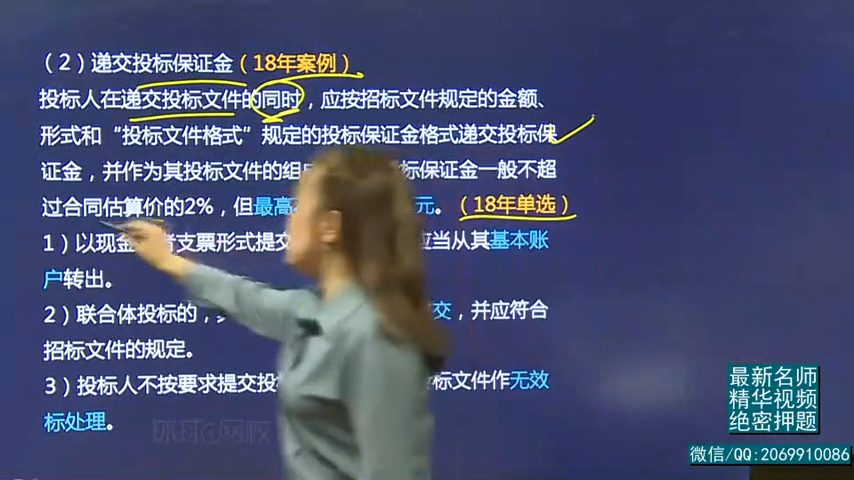 （2）递交投标保证金（18年案例）
投标人在递交投标文件的同时，应按招标文件规定的金额、
形式和“投标文件格式”规定的投标保证金格式递交投标保
证金，并作为其投标文件的组 标保证金一般不超
过合同估算价的2%，但最高 元。（18年单选）
1）以现金 者支票形式提交 应当从其基本账
户转出。
2）联合体投标的， 交，并应符合
招标文件的规定。
3）投标人不按要求提交投 标文件作无效
标处理。
环球网校
最新名师
精华视频
绝密押题
微信/QQ:2069910086